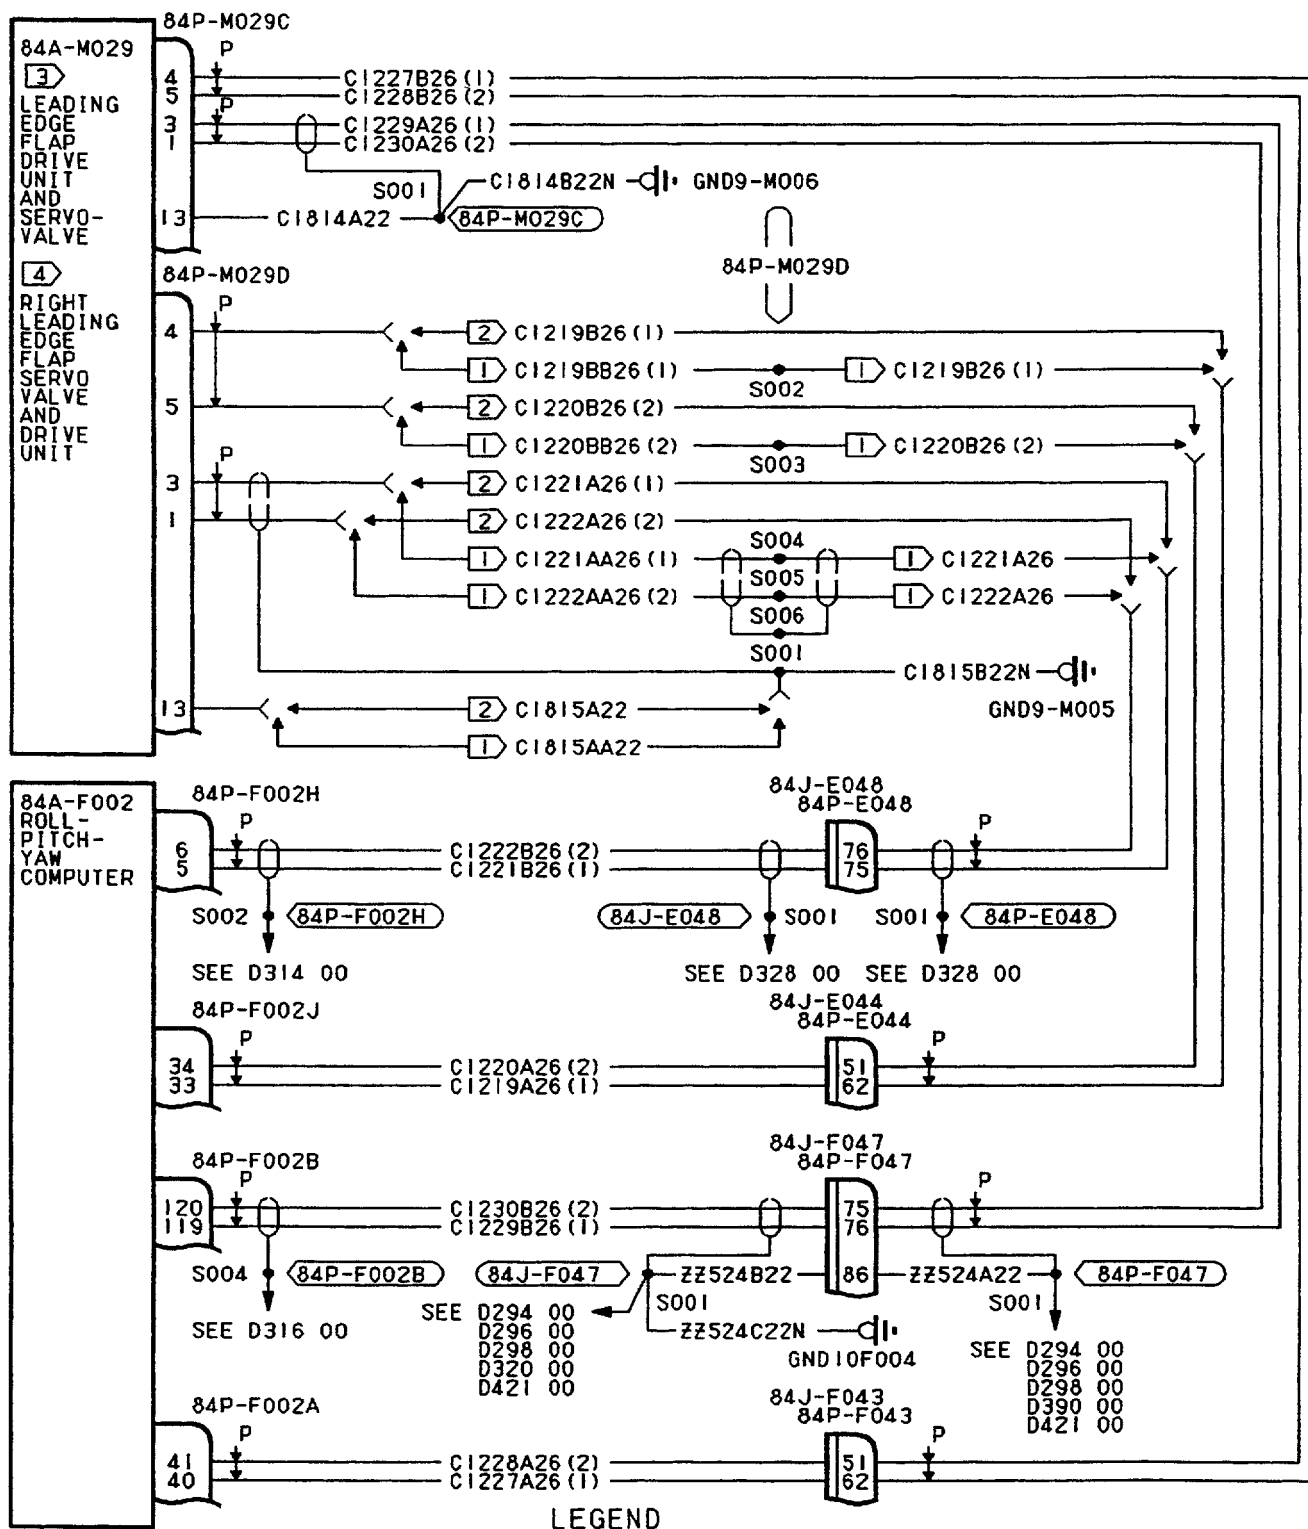 84P-M029C
84A-M029
3
LEADING
EDGE
FLAP
DRIVE
UNIT
AND
SERVO-
VALVE
P
4 C1227B26(1)
5 C1228B26(2)
P
3 C1229A26(1)
1 C1230A26(2)
S001 C1814B22N GND9-M006
13 C1814A22 84P-M029C
84P-M029D
4
84P-M029D
RIGHT
LEADING
EDGE
FLAP
SERVO
VALVE
AND
DRIVE
UNIT
P
4 2 C1219B26(1)
1 C1219BB26(1) S002 1 C1219B26(1)
5 2 C1220B26(2)
1 C1220BB26(2) S003 1 C1220B26(2)
P
3 2 C1221A26(1)
1 2 C1222A26(2)
S004
1 C1221AA26(1) 1 C1221A26
S005
1 C1222AA26(2) 1 C1222A26
S006
S001
C1815B22N
GND9-M005
13 2 C1815A22
1 C1815AA22
84A-F002
ROLL-
PITCH-
YAW
COMPUTER
84P-F002H
84J-E048
84P-E048
P P
6 C1222B26(2) 76
5 C1221B26(1) 75
S002 84P-F002H 84J-E048 S001 S001 84P-E048
SEE D314 00 SEE D328 00 SEE D328 00
84P-F002J
84J-E044
84P-E044
P P
34 C1220A26(2) 51
33 C1219A26(1) 62
84P-F002B
84J-F047
84P-F047
P P
120 C1230B26(2) 75
119 C1229B26(1) 76
S004 84P-F002B 84J-F047 ZZ524B22 86 ZZ524A22 84P-F047
S001 S001
SEE D316 00
SEE D294 00
D296 00
D298 00
D320 00
D421 00
ZZ524C22N
GND10F004
SEE D294 00
D296 00
D298 00
D390 00
D421 00
84P-F002A
84J-F043
84P-F043
P P
41 C1228A26(2) 51
40 C1227A26(1) 62
LEGEND